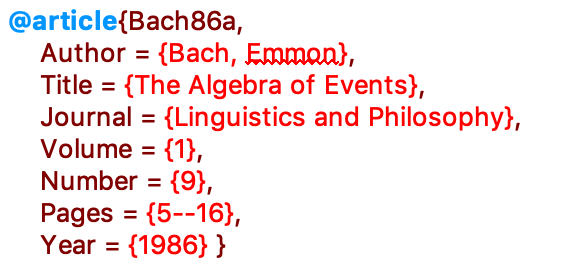 @article{Bach86a,
Author = {Bach, Emmon},
Title = {The Algebra of Events},
Journal = {Linguistics and Philosophy},
Volume = {1},
Number = {9},
Pages = {5--16},
Year = {1986} }